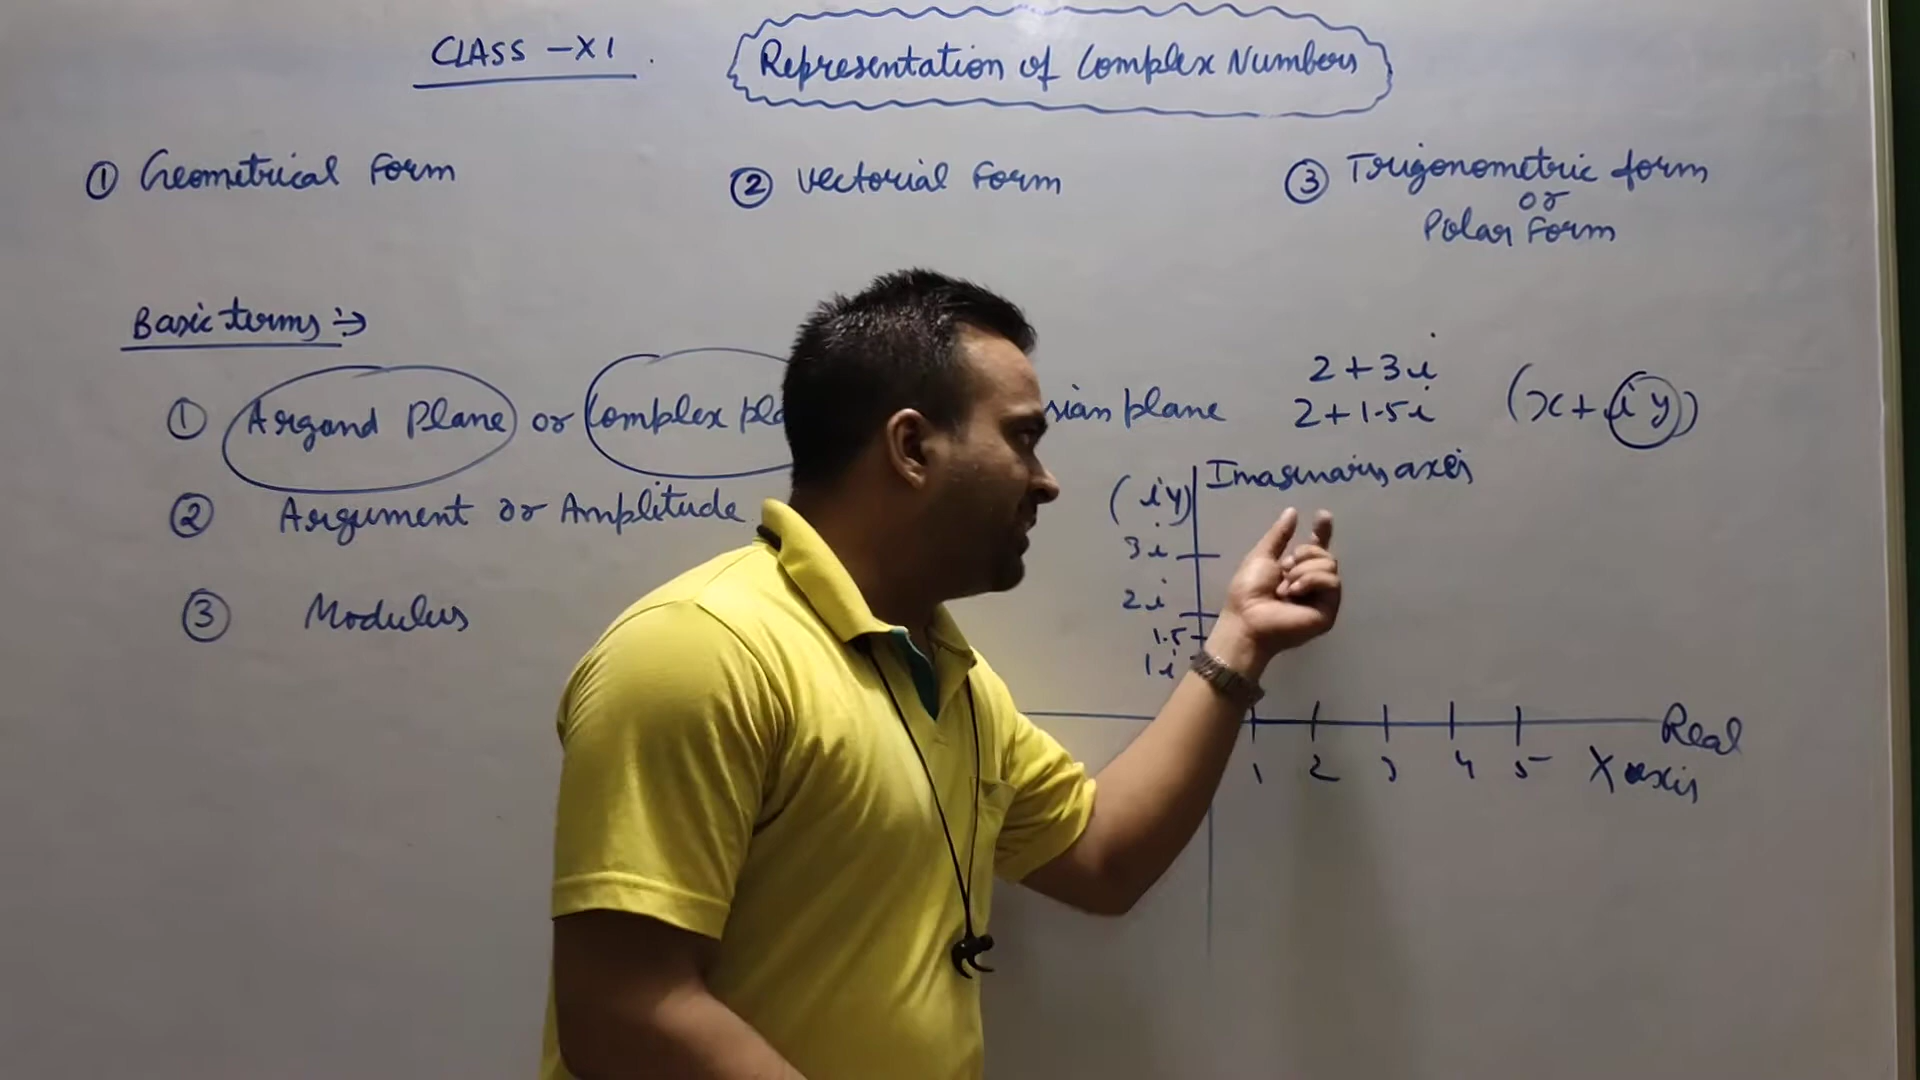 CLASS - XI .
Representation of Complex Numbers
① Geometrical Form
② Vectorial Form
③ Trigonometric form
or
Polar Form
Basic terms :→
① Argand Plane or Complex pla sian plane
② Argument or Amplitude
③ Modulus
2+3i
2+1.5i
(x+iy)
(iy)
Imaginary axis
3i
2i
1.5
1i
1 2 3 4 5
Real
X axis